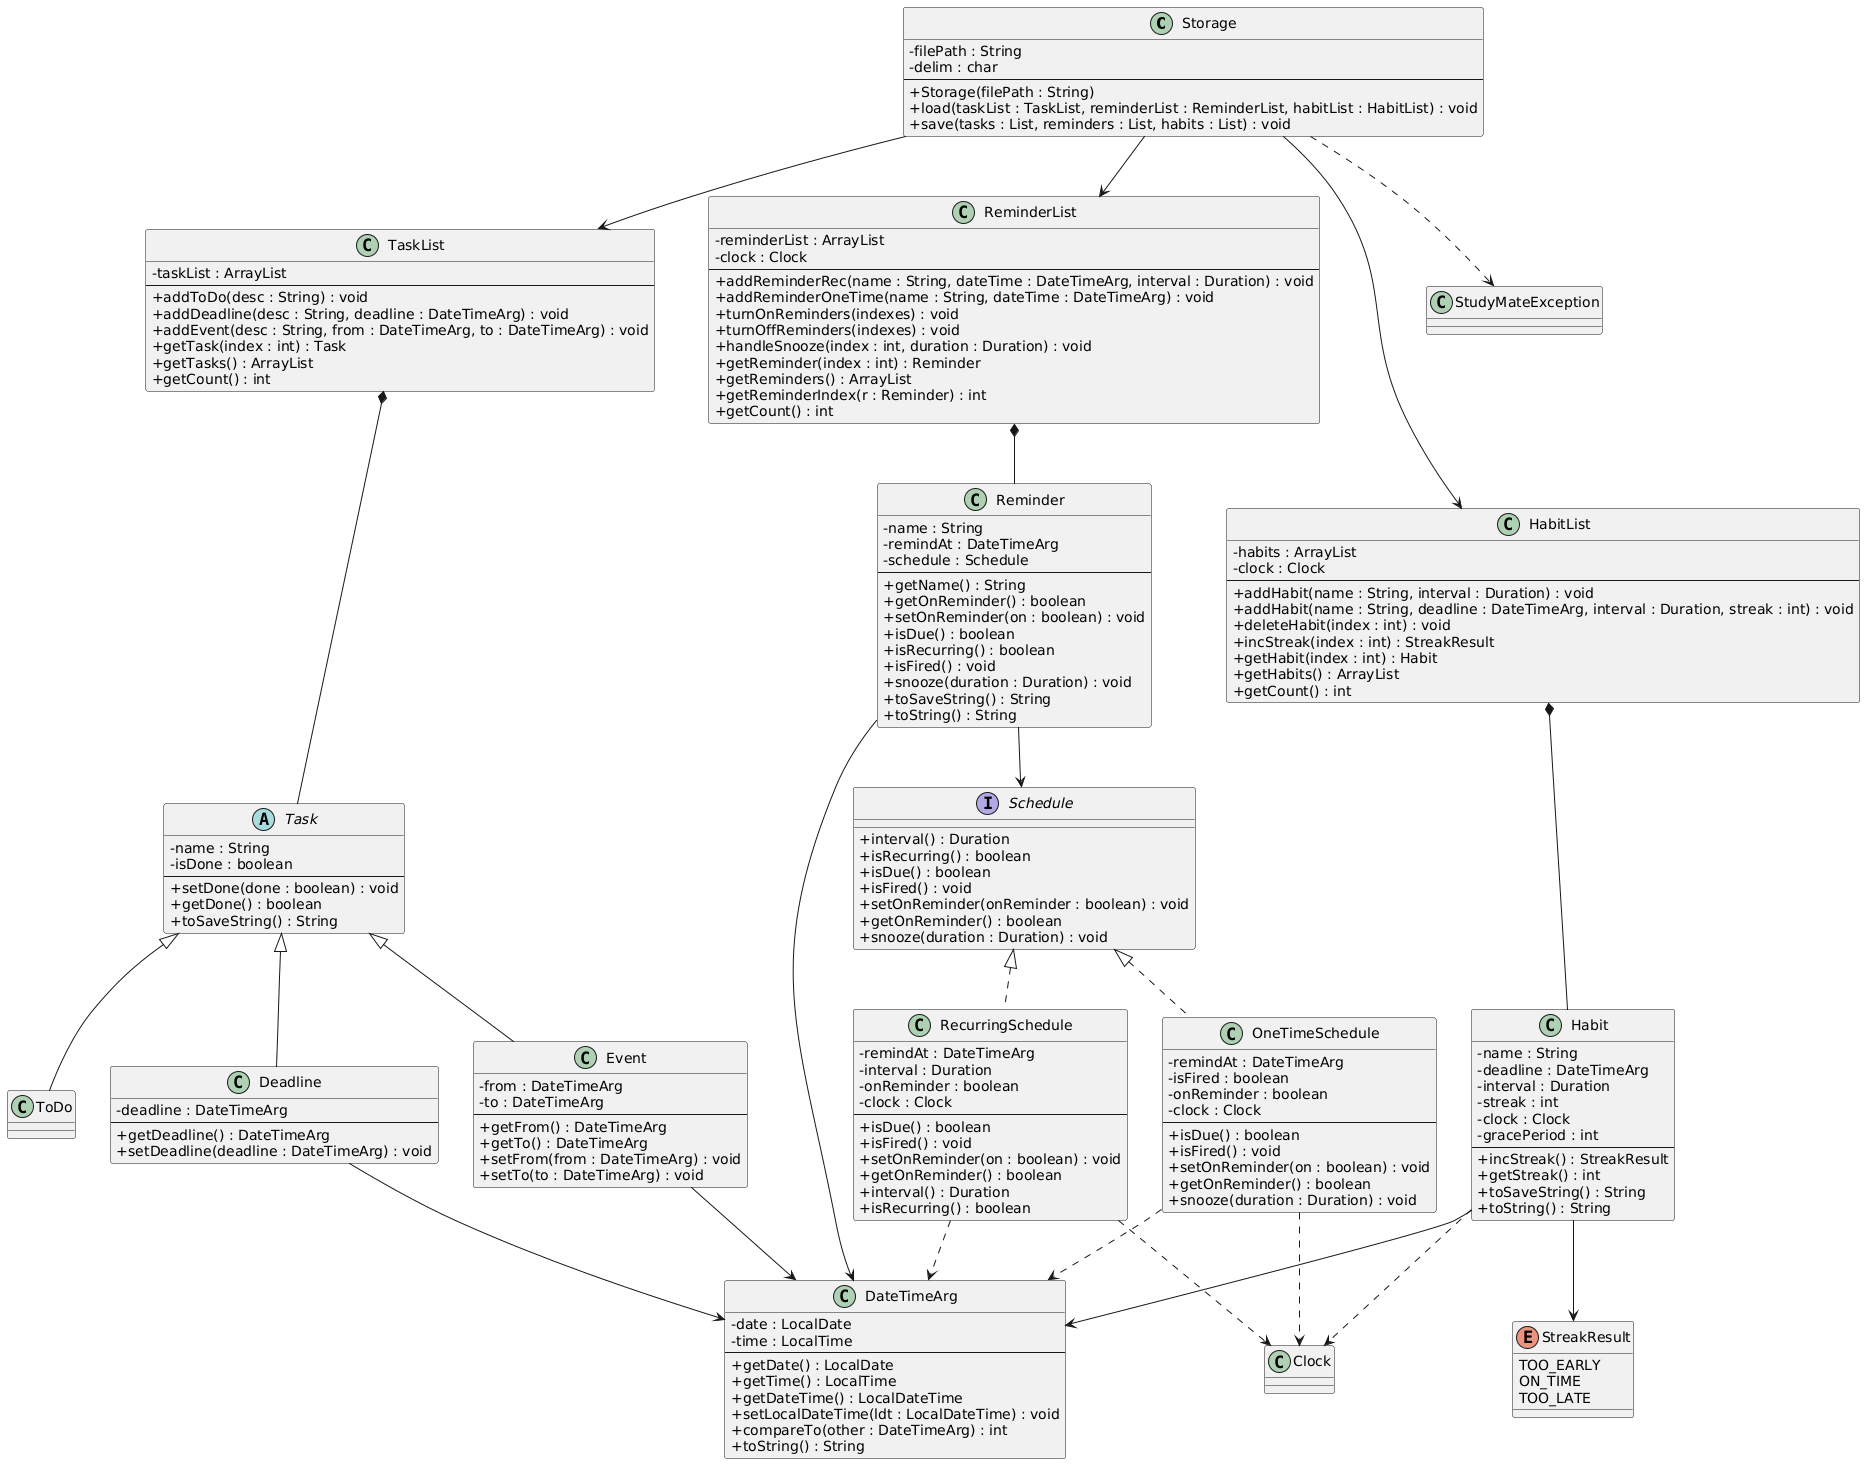 C Storage
-filePath : String
-delim : char
+Storage(filePath : String)
+load(taskList : TaskList, reminderList : ReminderList, habitList : HabitList) : void
+save(tasks : List, reminders : List, habits : List) : void
C TaskList
-taskList : ArrayList
+addToDo(desc : String) : void
+addDeadline(desc : String, deadline : DateTimeArg) : void
+addEvent(desc : String, from : DateTimeArg, to : DateTimeArg) : void
+getTask(index : int) : Task
+getTasks() : ArrayList
+getCount() : int
C ReminderList
-reminderList : ArrayList
-clock : Clock
+addReminderRec(name : String, dateTime : DateTimeArg, interval : Duration) : void
+addReminderOneTime(name : String, dateTime : DateTimeArg) : void
+turnOnReminders(indexes) : void
+turnOffReminders(indexes) : void
+handleSnooze(index : int, duration : Duration) : void
+getReminder(index : int) : Reminder
+getReminders() : ArrayList
+getReminderIndex(r : Reminder) : int
+getCount() : int
C StudyMateException
C Reminder
-name : String
-remindAt : DateTimeArg
-schedule : Schedule
+getName() : String
+getOnReminder() : boolean
+setOnReminder(on : boolean) : void
+isDue() : boolean
+isRecurring() : boolean
+isFired() : void
+snooze(duration : Duration) : void
+toSaveString() : String
+toString() : String
C HabitList
-habits : ArrayList
-clock : Clock
+addHabit(name : String, interval : Duration) : void
+addHabit(name : String, deadline : DateTimeArg, interval : Duration, streak : int) : void
+deleteHabit(index : int) : void
+incStreak(index : int) : StreakResult
+getHabit(index : int) : Habit
+getHabits() : ArrayList
+getCount() : int
A Task
-name : String
-isDone : boolean
+setDone(done : boolean) : void
+getDone() : boolean
+toSaveString() : String
I Schedule
+interval() : Duration
+isRecurring() : boolean
+isDue() : boolean
+isFired() : void
+setOnReminder(onReminder : boolean) : void
+getOnReminder() : boolean
+snooze(duration : Duration) : void
C ToDo
C Deadline
-deadline : DateTimeArg
+getDeadline() : DateTimeArg
+setDeadline(deadline : DateTimeArg) : void
C Event
-from : DateTimeArg
-to : DateTimeArg
+getFrom() : DateTimeArg
+getTo() : DateTimeArg
+setFrom(from : DateTimeArg) : void
+setTo(to : DateTimeArg) : void
C RecurringSchedule
-remindAt : DateTimeArg
-interval : Duration
-onReminder : boolean
-clock : Clock
+isDue() : boolean
+isFired() : void
+setOnReminder(on : boolean) : void
+getOnReminder() : boolean
+interval() : Duration
+isRecurring() : boolean
C OneTimeSchedule
-remindAt : DateTimeArg
-isFired : boolean
-onReminder : boolean
-clock : Clock
+isDue() : boolean
+isFired() : void
+setOnReminder(on : boolean) : void
+getOnReminder() : boolean
+snooze(duration : Duration) : void
C Habit
-name : String
-deadline : DateTimeArg
-interval : Duration
-streak : int
-clock : Clock
-gracePeriod : int
+incStreak() : StreakResult
+getStreak() : int
+toSaveString() : String
+toString() : String
C DateTimeArg
-date : LocalDate
-time : LocalTime
+getDate() : LocalDate
+getTime() : LocalTime
+getDateTime() : LocalDateTime
+setLocalDateTime(ldt : LocalDateTime) : void
+compareTo(other : DateTimeArg) : int
+toString() : String
C Clock
E StreakResult
TOO_EARLY
ON_TIME
TOO_LATE